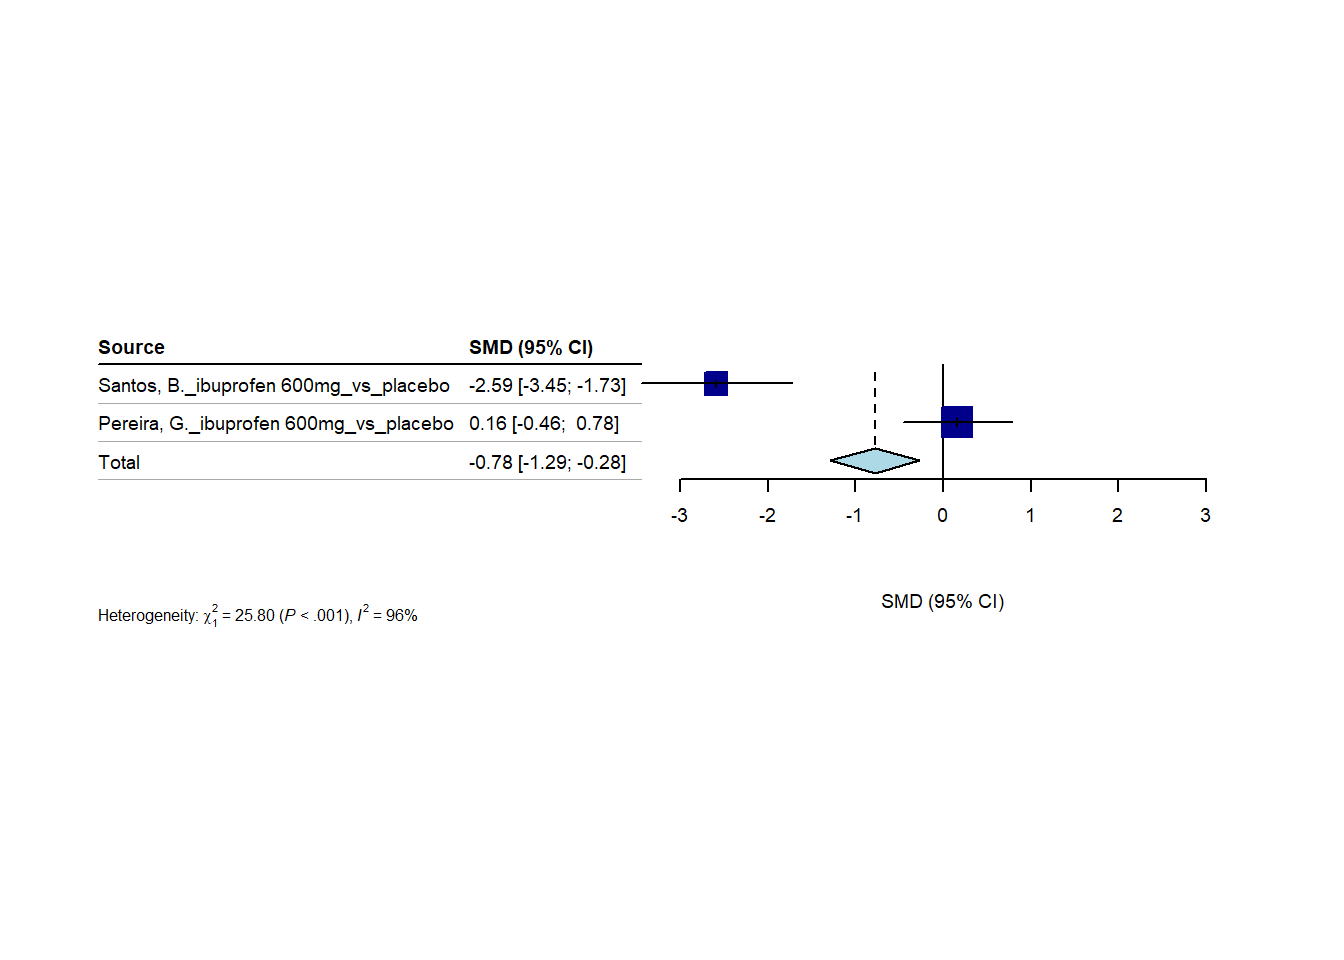 Source SMD (95% CI)
Santos, B._ibuprofen 600mg_vs_placebo -2.59 [-3.45; -1.73]
Pereira, G._ibuprofen 600mg_vs_placebo 0.16 [-0.46; 0.78]
Total -0.78 [-1.29; -0.28]
-3 -2 -1 0 1 2 3
SMD (95% CI)
Heterogeneity: χ²₁ = 25.80 (P < .001), I² = 96%